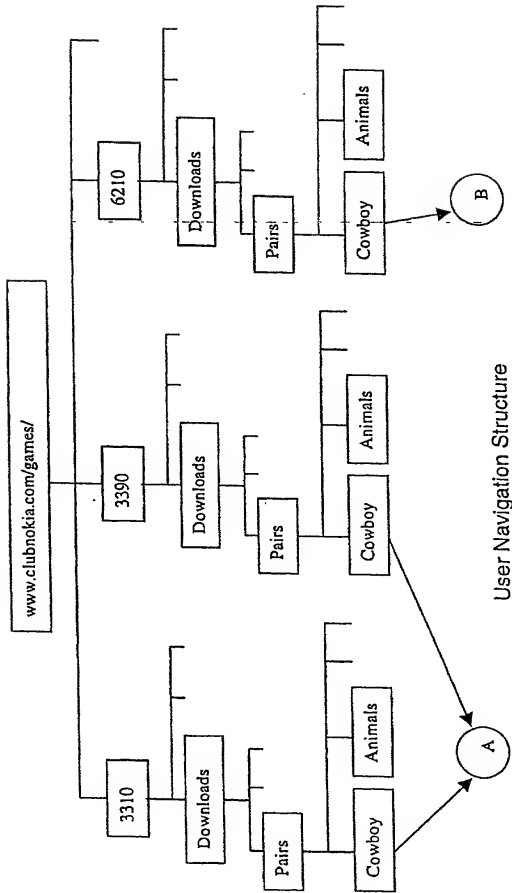 www.clubnokia.com/games/
3310
3390
6210
Downloads
Downloads
Downloads
Pairs
Pairs
Pairs
Cowboy
Animals
Cowboy
Animals
Cowboy
Animals
A
B
User Navigation Structure